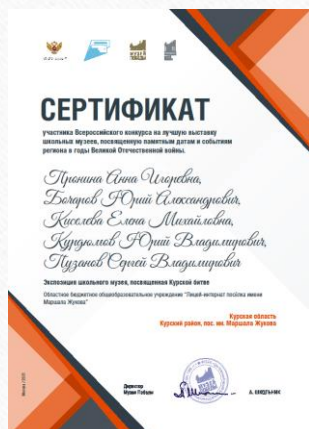 СЕРТИФИКАТ
участника Всероссийского конкурса на лучшую выставку
школьных музеев, посвященную памятным датам и событиям
региона в годы Великой Отечественной войны.
Пронина Анна Игоревна,
Бочаров Юрий Александрович,
Киселева Елена Михайловна,
Курдюмов Юрий Владимирович,
Пузанов Сергей Владимирович
Экспозиция школьного музея, посвященная Курской битве
Областное бюджетное общеобразовательное учреждение "Лицей-интернат посёлка имени
Маршала Жукова"
Курская область
Курский район, пос. им. Маршала Жукова
Директор
Музея Победы
А. ШКОЛЬНИК